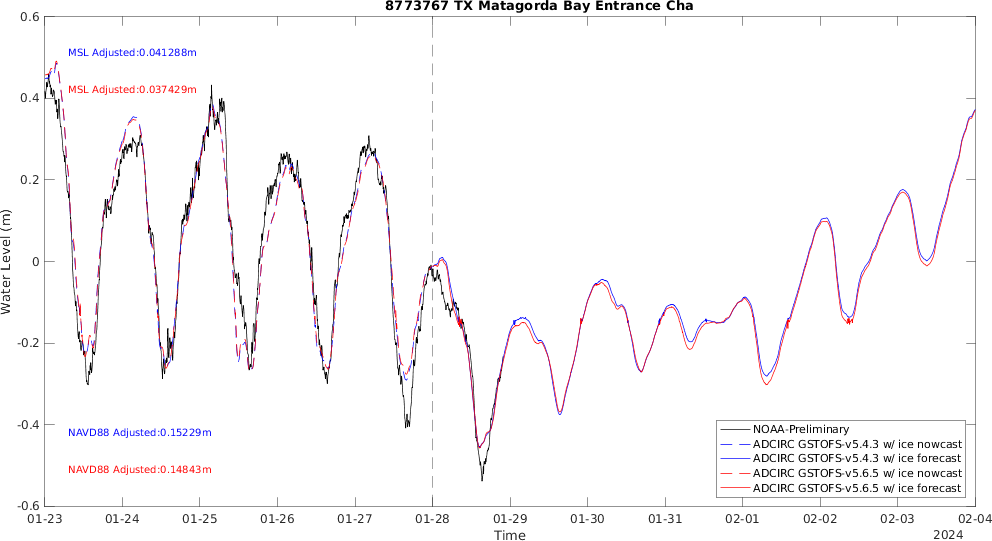 8773767 TX Matagorda Bay Entrance Cha
0.6
0.4
0.2
0
-0.2
-0.4
-0.6
Water Level (m)
MSL Adjusted:0.041288m
MSL Adjusted:0.037429m
NAVD88 Adjusted:0.15229m
NAVD88 Adjusted:0.14843m
NOAA-Preliminary
ADCIRC GSTOFS-v5.4.3 w/ ice nowcast
ADCIRC GSTOFS-v5.4.3 w/ ice forecast
ADCIRC GSTOFS-v5.6.5 w/ ice nowcast
ADCIRC GSTOFS-v5.6.5 w/ ice forecast
01-23 01-24 01-25 01-26 01-27 01-28 01-29 01-30 01-31 02-01 02-02 02-03 02-04
Time
2024